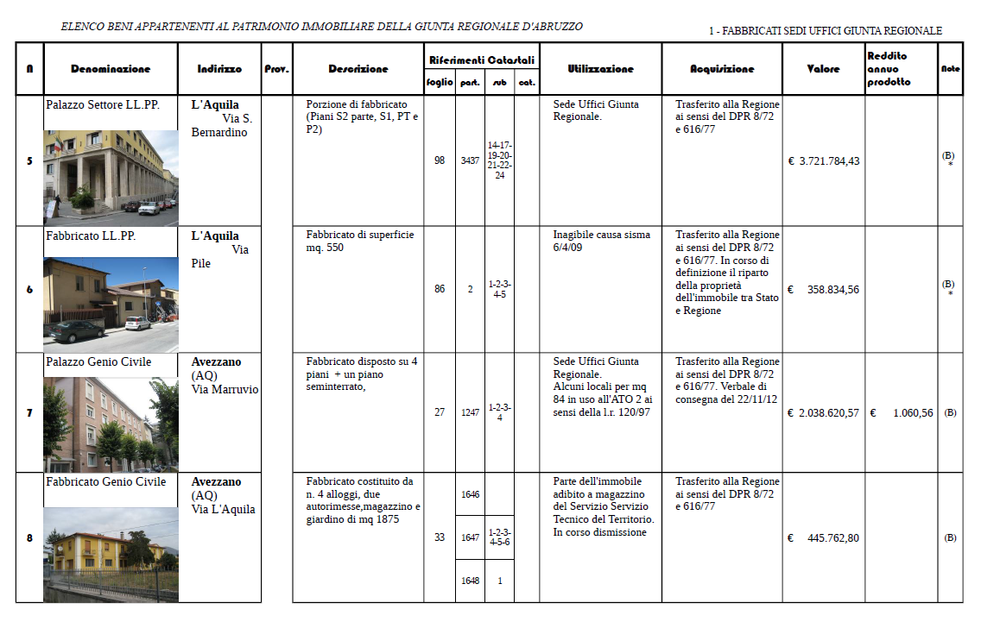 ELENCO BENI APPARTENENTI AL PATRIMONIO IMMOBILIARE DELLA GIUNTA REGIONALE D'ABRUZZO
1 - FABBRICATI SEDI UFFICI GIUNTA REGIONALE
N
Denominazione
Indirizzo
Prov.
Descrizione
Riferimenti Catastali
foglio
part.
sub
cat.
Utilizzazione
Acquisizione
Valore
Reddito
annuo
prodotto
Note
5
Palazzo Settore LL.PP.
L'Aquila
Via S.
Bernardino
Porzione di fabbricato
(Piani S2 parte, S1, PT e
P2)
98
3437
14-17-
19-20-
21-22-
24
Sede Uffici Giunta
Regionale.
Trasferito alla Regione
ai sensi del DPR 8/72
e 616/77
€ 3.721.784,43
(B)
*
6
Fabbricato LL.PP.
L'Aquila
Via
Pile
Fabbricato di superficie
mq. 550
86
2
1-2-3-
4-5
Inagibile causa sisma
6/4/09
Trasferito alla Regione
ai sensi del DPR 8/72
e 616/77. In corso di
definizione il riparto
della proprietà
dell'immobile tra Stato
e Regione
€ 358.834,56
(B)
*
7
Palazzo Genio Civile
Avezzano
(AQ)
Via Marruvio
Fabbricato disposto su 4
piani + un piano
seminterrato,
27
1247
1-2-3-
4
Sede Uffici Giunta
Regionale.
Alcuni locali per mq
84 in uso all'ATO 2 ai
sensi della l.r. 120/97
Trasferito alla Regione
ai sensi del DPR 8/72
e 616/77. Verbale di
consegna del 22/11/12
€ 2.038.620,57
€ 1.060,56
(B)
8
Fabbricato Genio Civile
Avezzano
(AQ)
Via L'Aquila
Fabbricato costituito da
n. 4 alloggi, due
autorimesse,magazzino e
giardino di mq 1875
33
1646
1647
1-2-3-
4-5-6
1648
1
Parte dell'immobile
adibito a magazzino
del Servizio Servizio
Tecnico del Territorio.
In corso dismissione
Trasferito alla Regione
ai sensi del DPR 8/72
e 616/77
€ 445.762,80
(B)